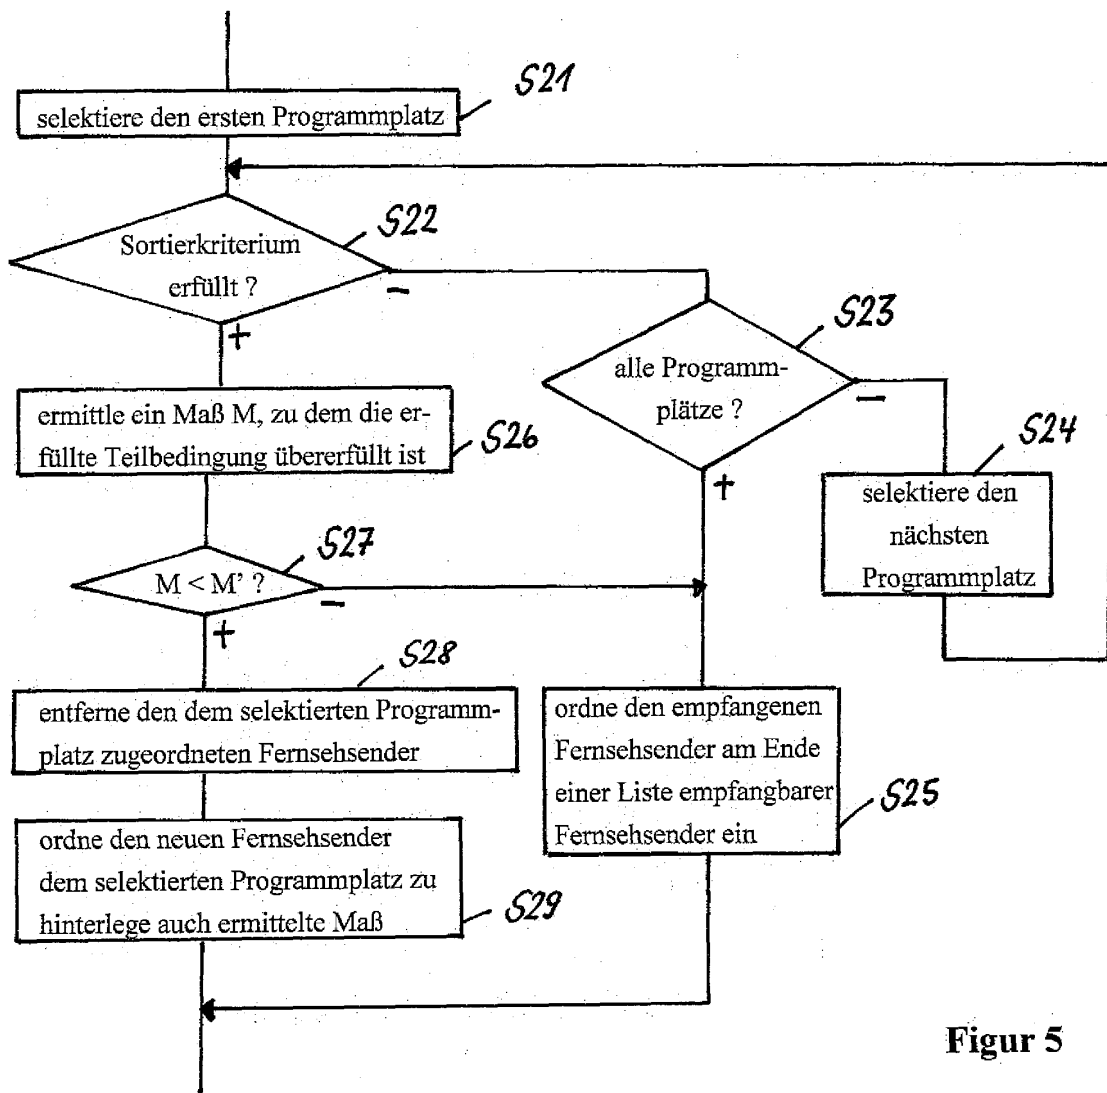 S21
selektiere den ersten Programmplatz
S22
Sortierkriterium
erfüllt ?
−
+
S23
alle Programm-
plätze ?
−
+
ermittle ein Maß M, zu dem die er-
füllte Teilbedingung übererfüllt ist
S26
S24
selektiere den
nächsten
Programmplatz
S27
M < M' ?
−
+
S28
entferne den dem selektierten Programm-
platz zugeordneten Fernsehsender
ordne den empfangenen
Fernsehsender am Ende
einer Liste empfangbarer
Fernsehsender ein
S25
ordne den neuen Fernsehsender
dem selektierten Programmplatz zu
hinterlege auch ermittelte Maß
S29
Figur 5